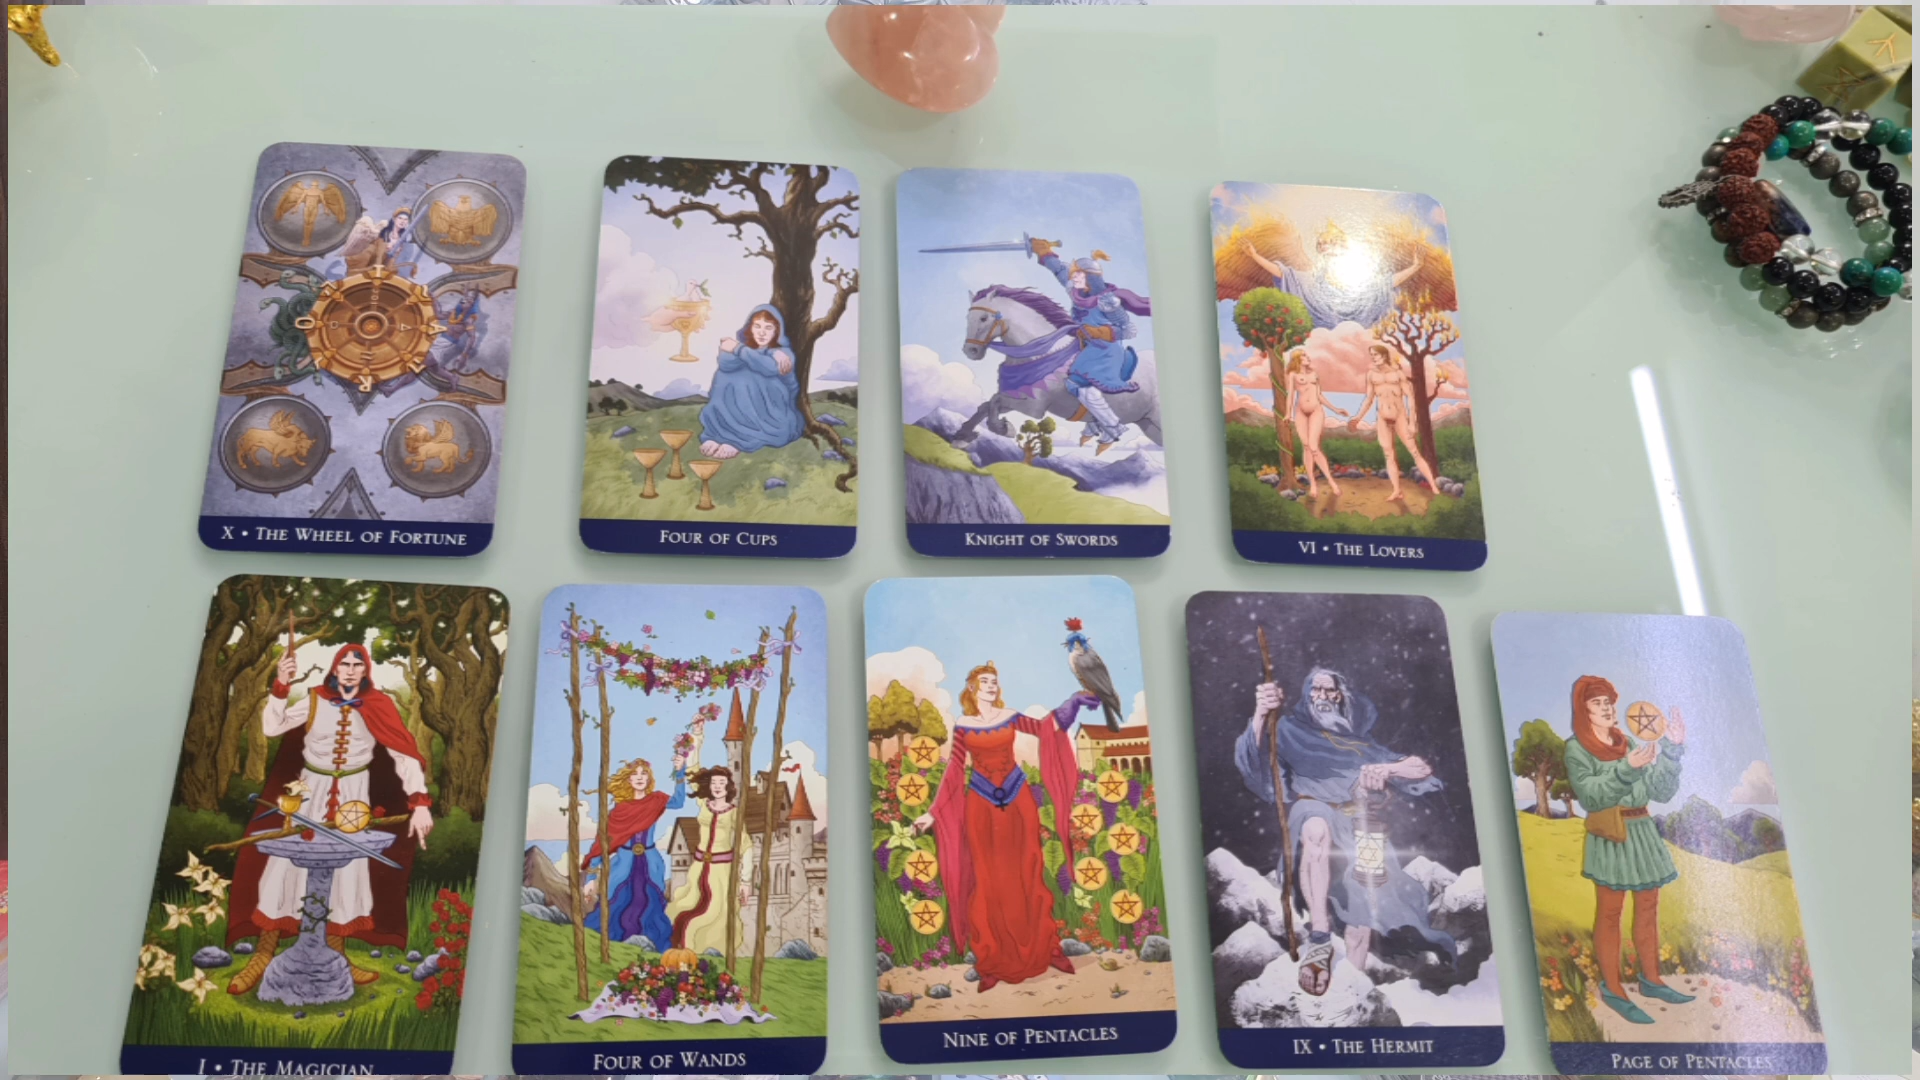 X • THE WHEEL OF FORTUNE
FOUR OF CUPS
KNIGHT OF SWORDS
VI • THE LOVERS
I • THE MAGICIAN
FOUR OF WANDS
NINE OF PENTACLES
IX • THE HERMIT
PAGE OF PENTACLES